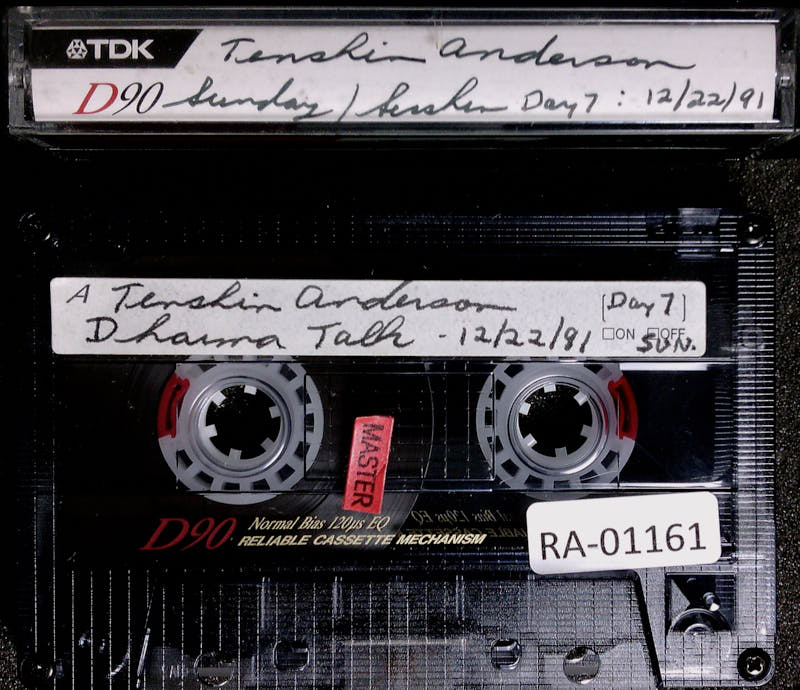 TDK Tenshin Anderson
D90 Sunday / Sesshin Day 7 : 12/22/91
A Tenshin Anderson [Day 7]
Dharma Talk - 12/22/91 ON OFF SUN.
MASTER
D90 Normal Bias 120µs EQ
RELIABLE CASSETTE MECHANISM
RA-01161